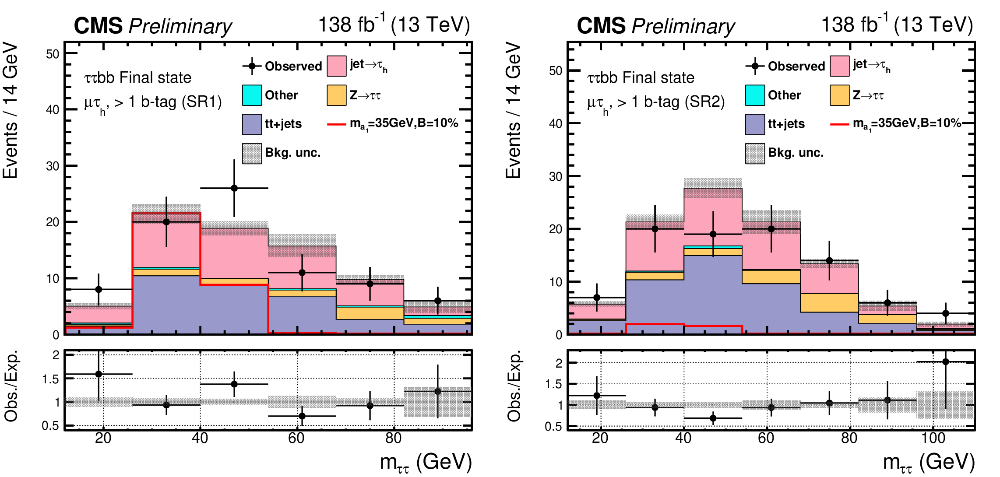 CMS Preliminary 138 fb-1 (13 TeV)
Events / 14 GeV
50
40
30
20
10
0
ττbb Final state
μτh, > 1 b-tag (SR1)
Observed
jet→τh
Other
Z→ττ
tt+jets
ma1=35GeV,B=10%
Bkg. unc.
Obs./Exp.
2
1.5
1
0.5
20 40 60 80
mττ (GeV)
CMS Preliminary 138 fb-1 (13 TeV)
Events / 14 GeV
50
40
30
20
10
0
ττbb Final state
μτh, > 1 b-tag (SR2)
Observed
jet→τh
Other
Z→ττ
tt+jets
ma1=35GeV,B=10%
Bkg. unc.
Obs./Exp.
2
1.5
1
0.5
20 40 60 80 100
mττ (GeV)